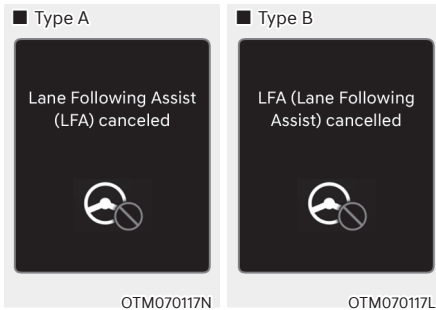 ■ Type A
Lane Following Assist
(LFA) canceled
OTM070117N
■ Type B
LFA (Lane Following
Assist) cancelled
OTM070117L